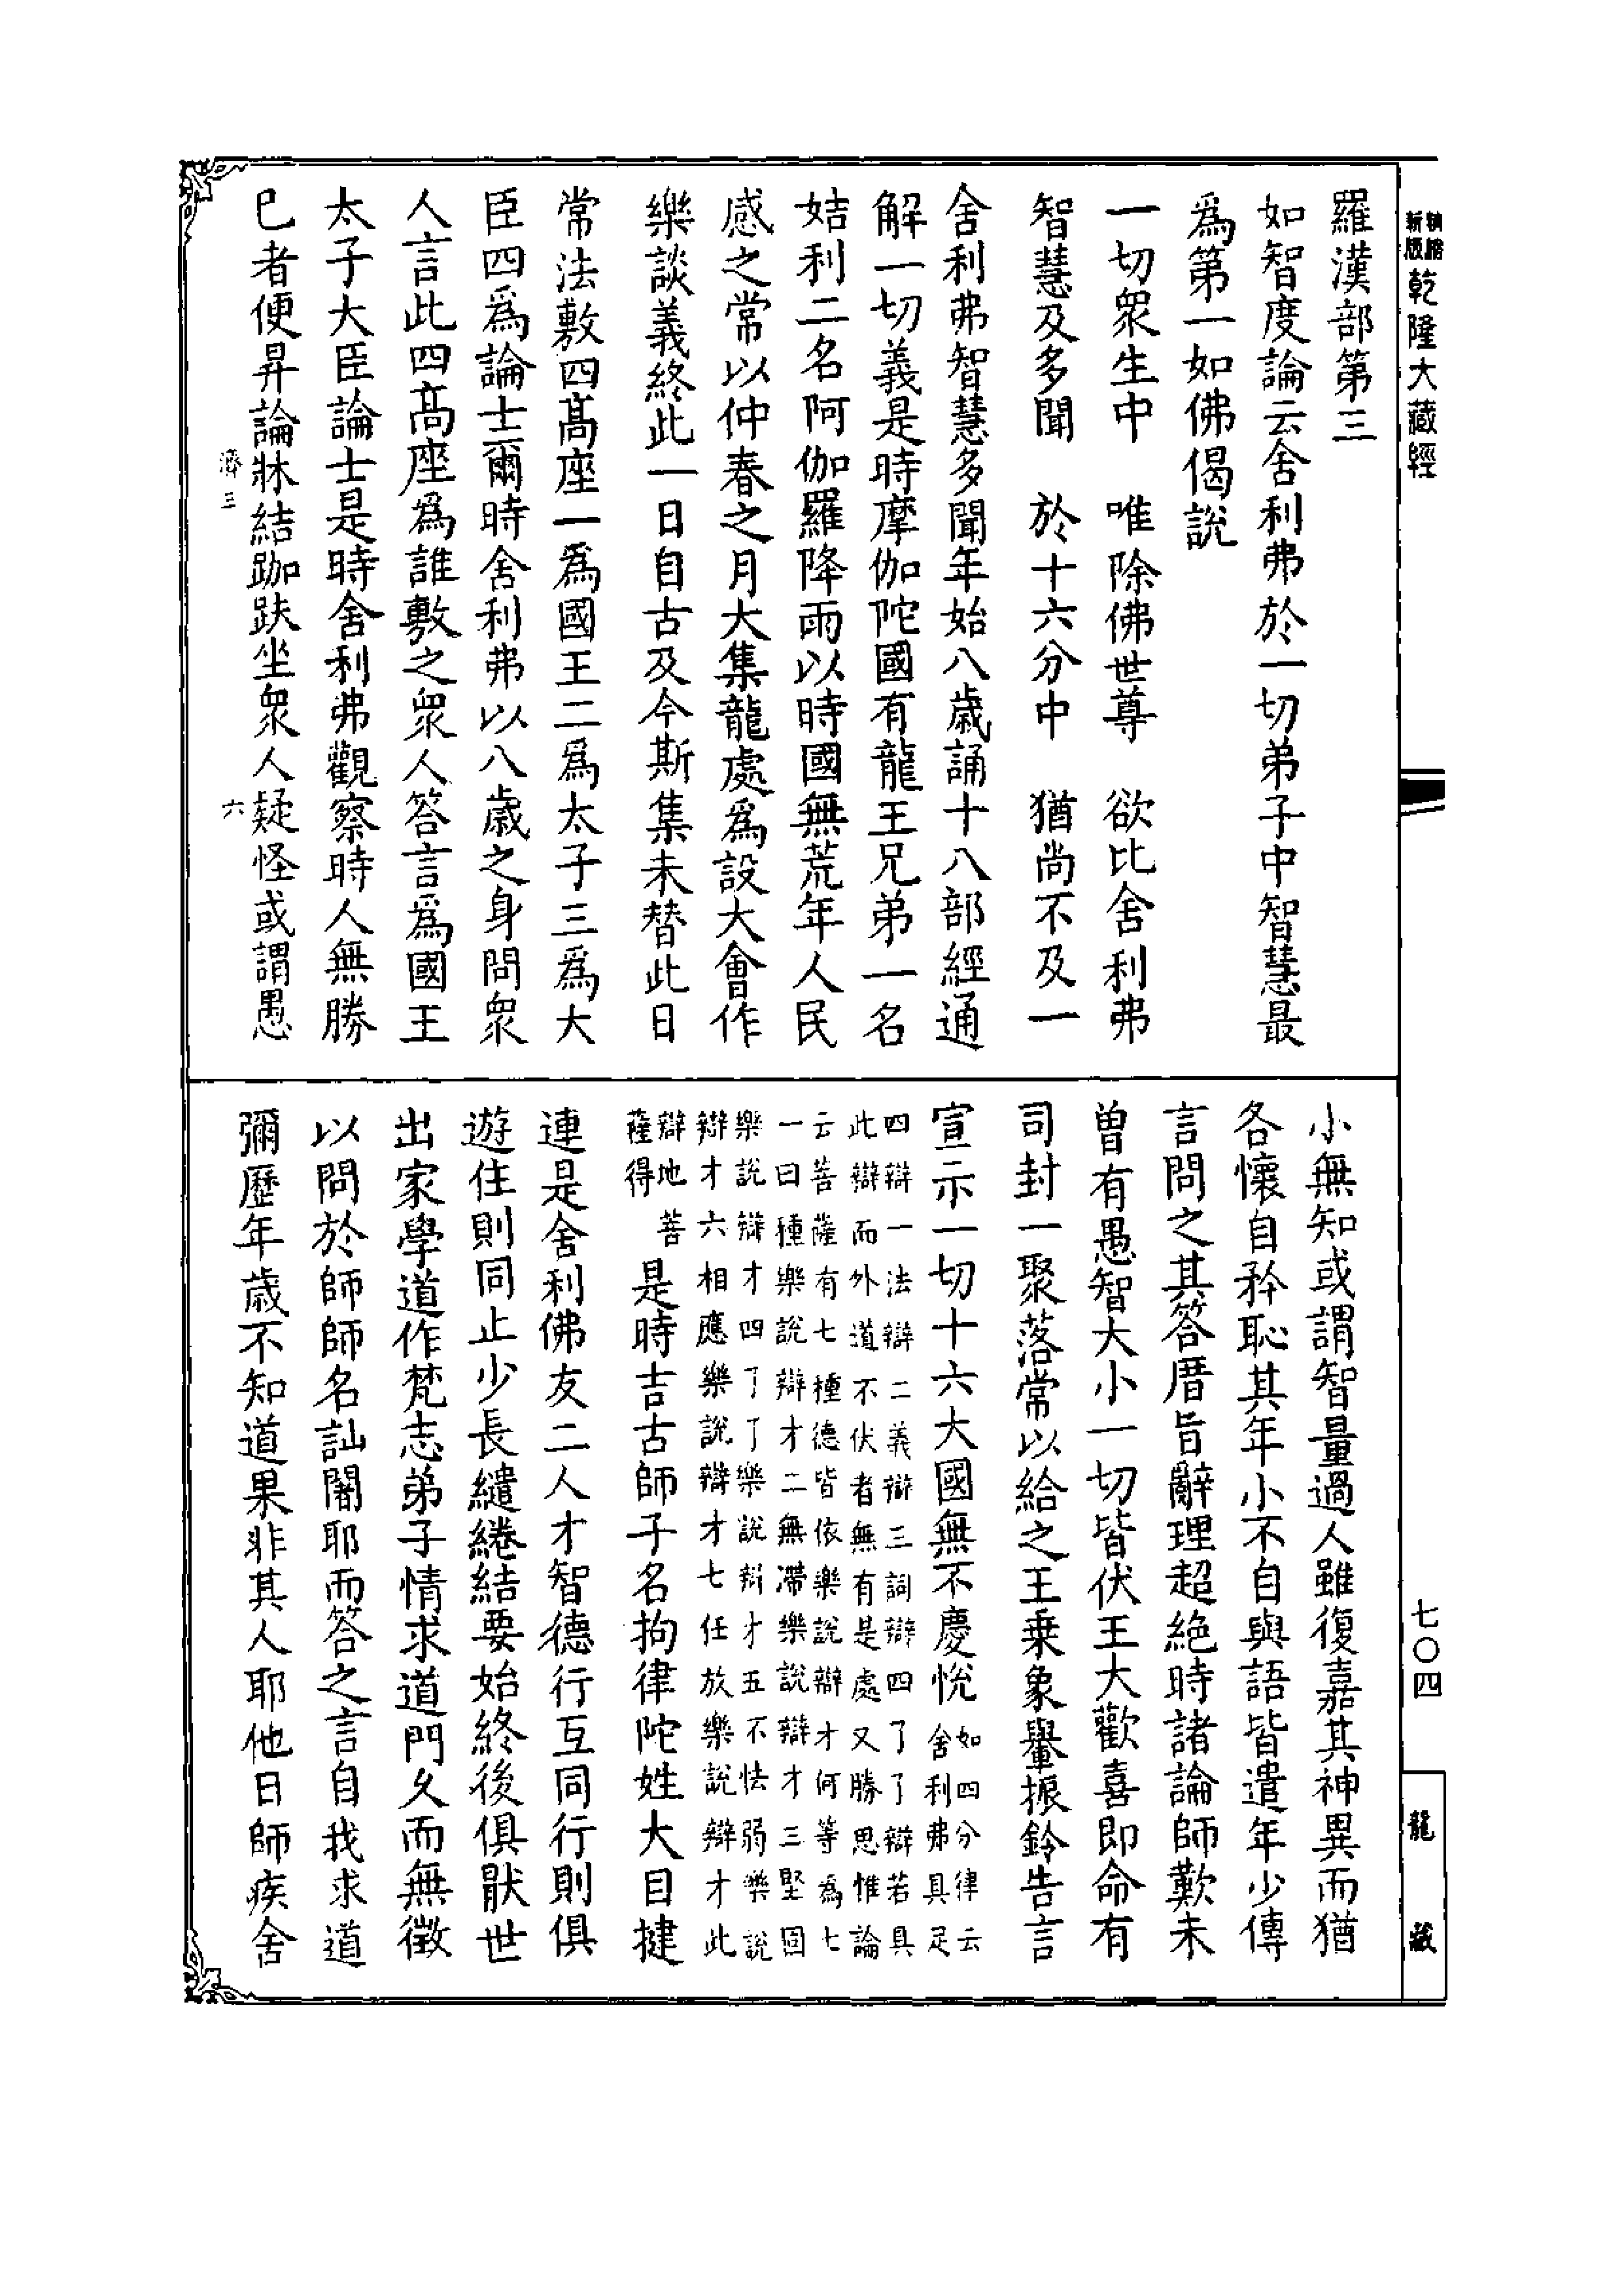 新版
乾隆大藏經
七〇四
龍藏
羅漢部第三
如智度論云舍利弗於一切弟子中智慧最
爲第一如佛偈說
一切眾生中　唯除佛世尊　欲比舍利弗
智慧及多聞　於十六分中　猶尚不及一
舍利弗智慧多聞年始八歲誦十八部經通
解一切義是時摩伽陀國有龍王兄弟一名
姞利二名阿伽羅降雨以時國無荒年人民
感之常以仲春之月大集龍處爲設大會作
樂談義終此一日自古及今斯集未替此日
常法敷四高座一爲國王二爲太子三爲大
臣四爲論士爾時舍利弗以八歲之身問眾
人言此四高座爲誰敷之眾人答言爲國王
太子大臣論士是時舍利弗觀察時人無勝
已者便昇論牀結跏趺坐眾人疑怪或謂愚
濟三　六
小無知或謂智量過人雖復嘉其神異而猶
各懷自矜恥其年小不自與語皆遣年少傳
言問之其答厝旨辭理超絶時諸論師歎未
曾有愚智大小一切皆伏王大歡喜即命有
司封一聚落常以給之王乗象轝振鈴告言
宣示一切十六大國無不慶悅
如四分律云
舍利弗具足
四辯一法辯二義辯三詞辯四了了辯若具
此辯而外道不伏者無有是處又勝思惟論
云菩薩有七種德皆依樂說辯才何等為七
一曰種樂說辯才二無滯樂說辯才三堅固
樂說辯才四了了樂說辯才五不怯弱樂說
辯才六相應樂說辯才七任放樂說辯才此
辯地菩
薩得
是時吉古師子名拘律陀姓大目揵
連是舍利佛友二人才智德行互同行則俱
遊住則同止少長繾綣結要始終後俱猒世
出家學道作梵志弟子情求道門久而無徵
以問於師師名訕闍耶而答之言自我求道
彌歷年歲不知道果非其人耶他日師疾舍